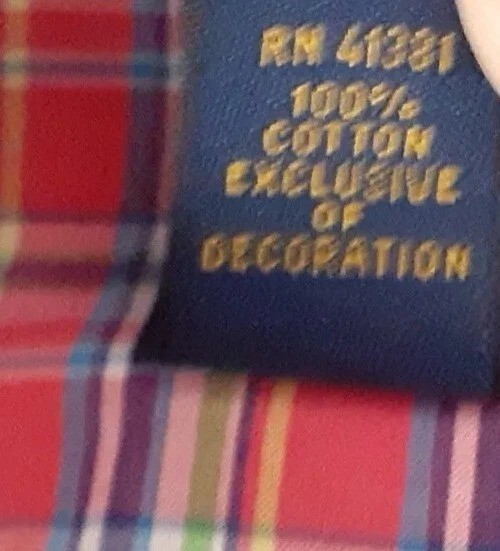 RN 41381
100%
COTTON
EXCLUSIVE
OF
DECORATION